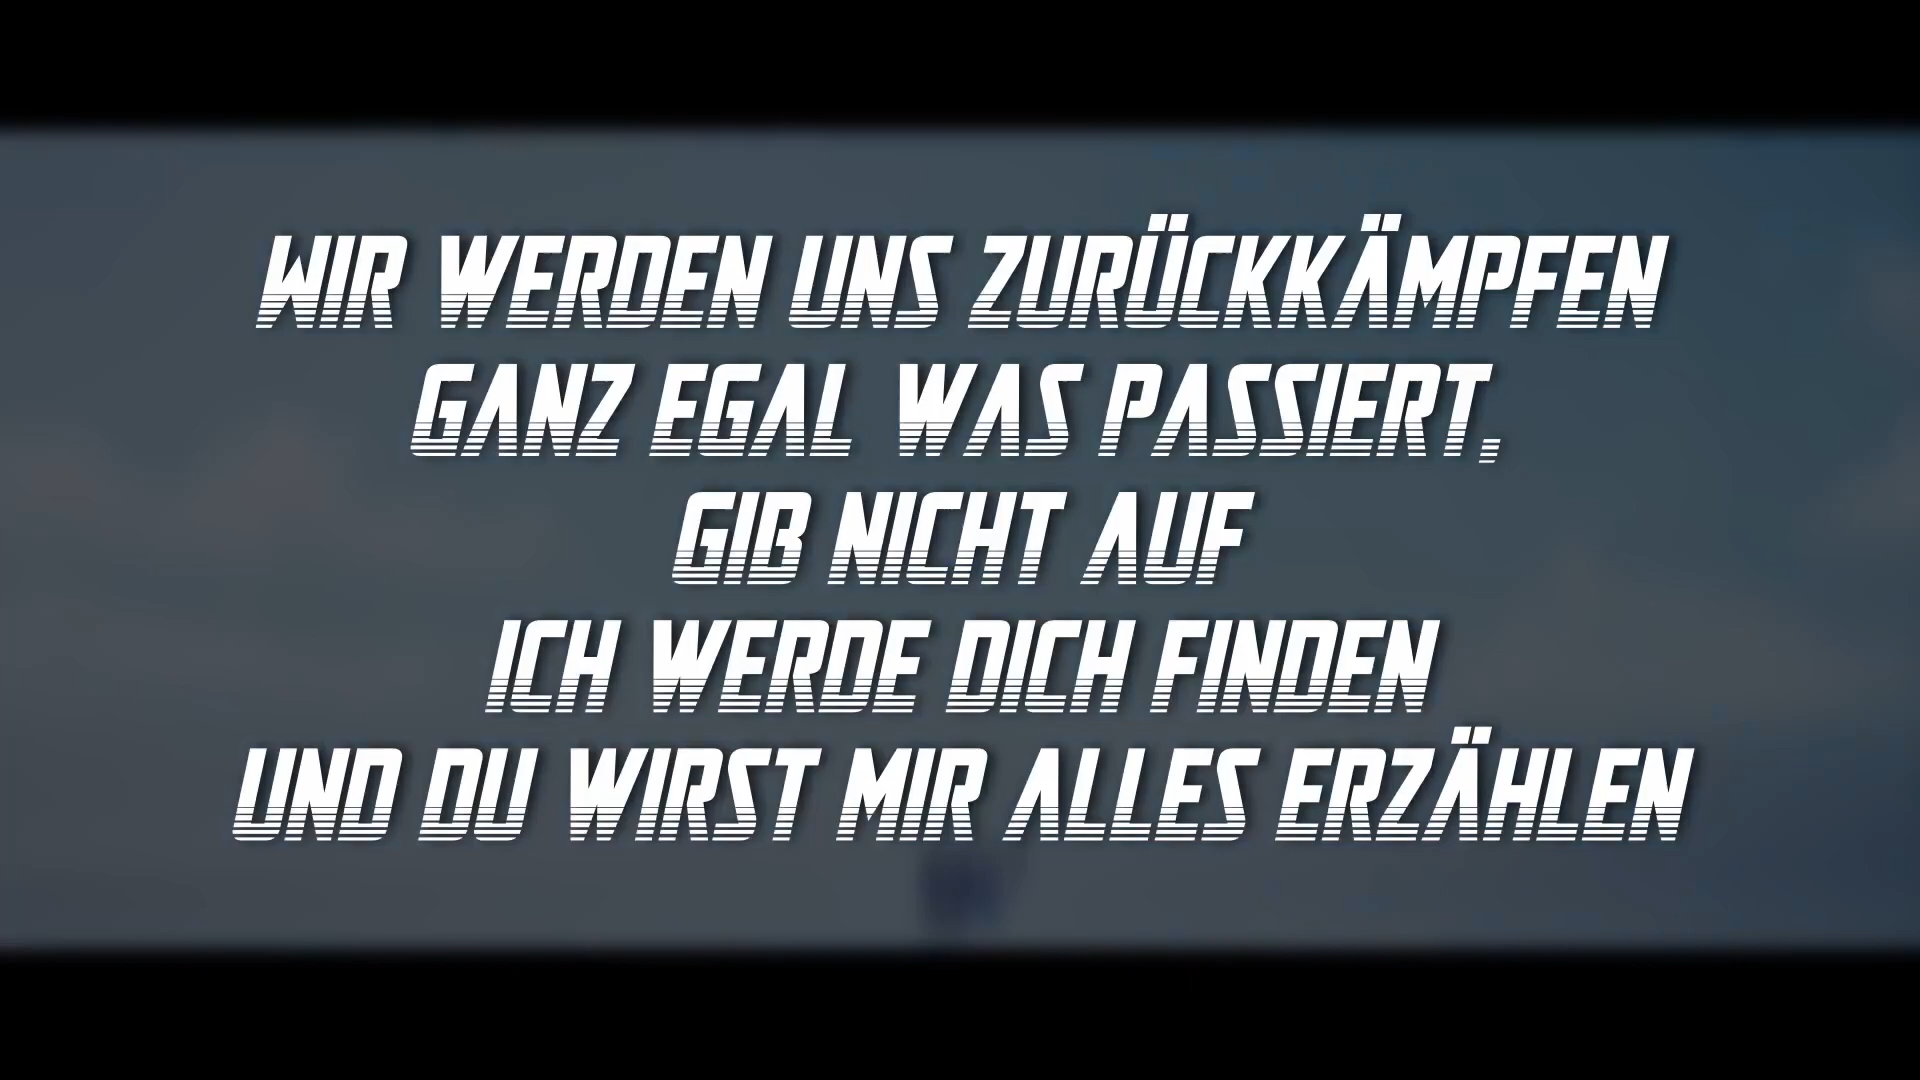 WIR WERDEN UNS ZURÜCKKÄMPFEN
GANZ EGAL WAS PASSIERT,
GIB NICHT AUF
ICH WERDE DICH FINDEN
UND DU WIRST MIR ALLES ERZÄHLEN